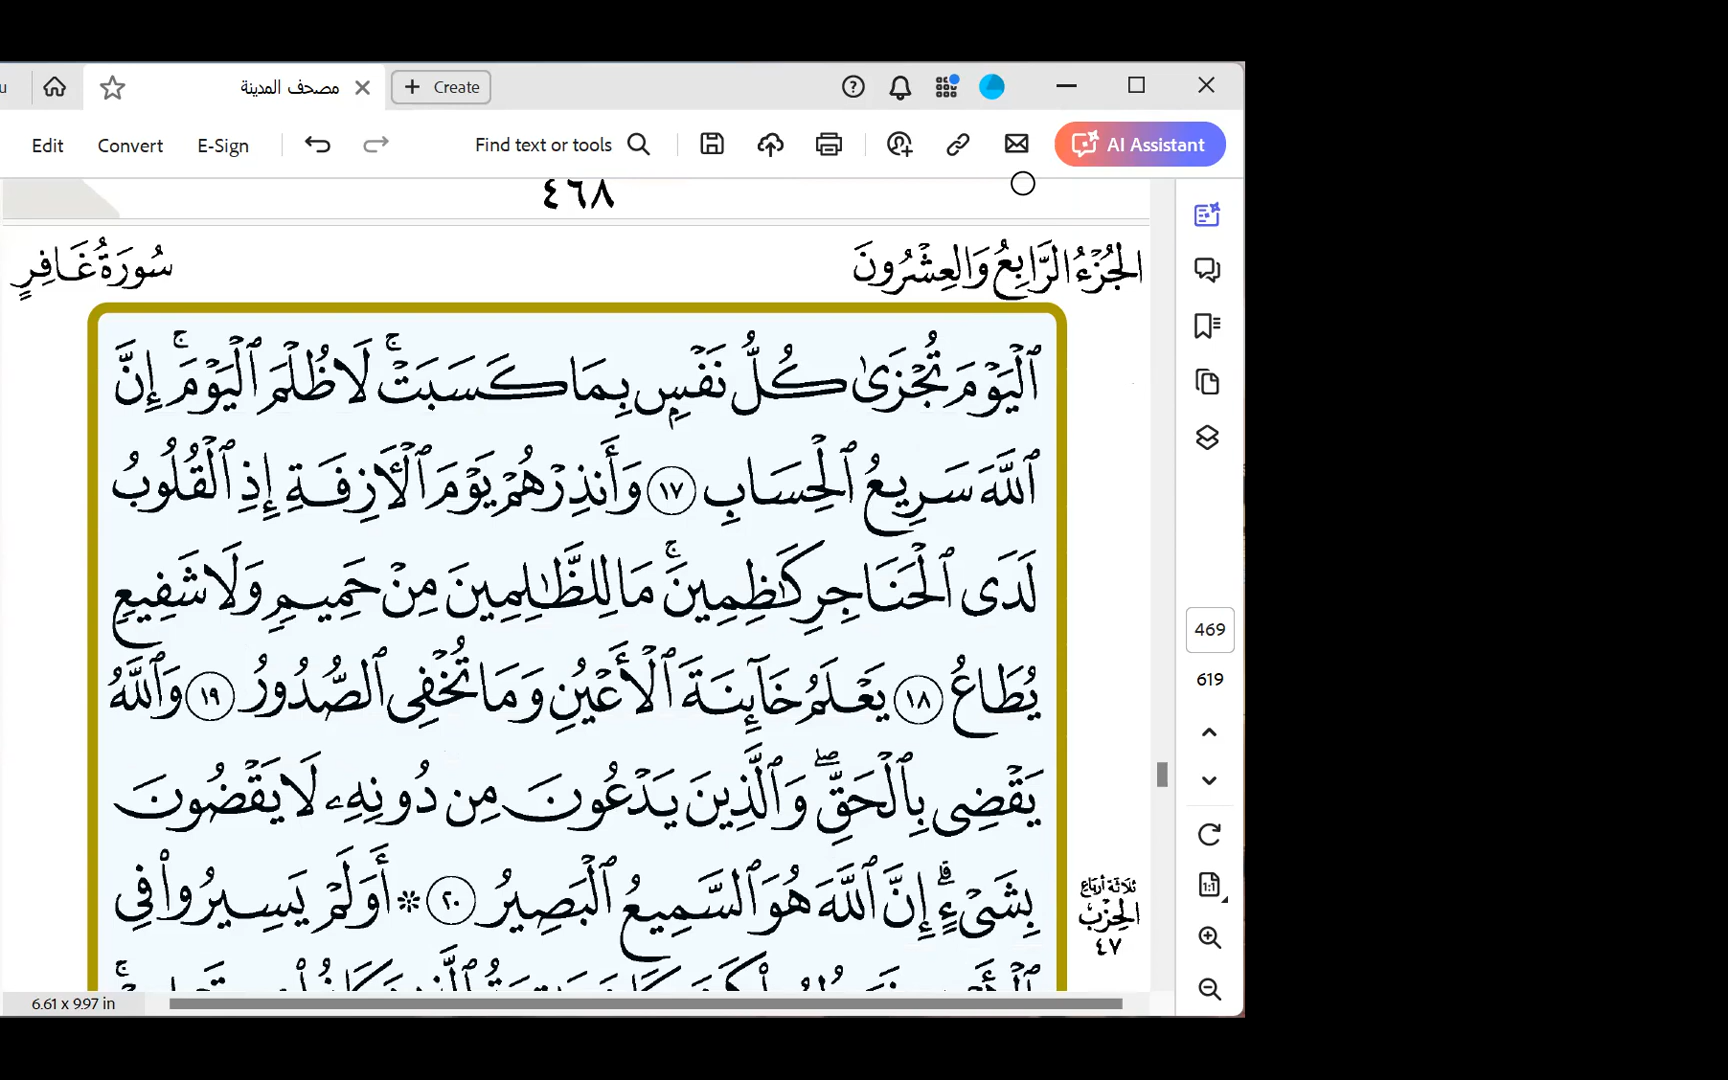 u
مصحف المدينة
Create
Edit
Convert
E-Sign
Find text or tools
AI Assistant
٤٦٨
الجُزْءُ الرَّابِعُ وَالعِشْرُونَ
سُورَةُ غَافِرٍ
ٱلۡيَوۡمَ تُجۡزَىٰ كُلُّ نَفۡسِۭ بِمَا كَسَبَتۡۚ لَا ظُلۡمَ ٱلۡيَوۡمَۚ إِنَّ
ٱللَّهَ سَرِيعُ ٱلۡحِسَابِ ١٧ وَأَنذِرۡهُمۡ يَوۡمَ ٱلۡأٓزِفَةِ إِذِ ٱلۡقُلُوبُ
لَدَى ٱلۡحَنَاجِرِ كَٰظِمِينَۚ مَا لِلظَّٰلِمِينَ مِنۡ حَمِيمٖ وَلَا شَفِيعٖ
يُطَاعُ ١٨ يَعۡلَمُ خَآئِنَةَ ٱلۡأَعۡيُنِ وَمَا تُخۡفِي ٱلصُّدُورُ ١٩ وَٱللَّهُ
يَقۡضِي بِٱلۡحَقِّۖ وَٱلَّذِينَ يَدۡعُونَ مِن دُونِهِۦ لَا يَقۡضُونَ
بِشَيۡءٍۗ إِنَّ ٱللَّهَ هُوَ ٱلسَّمِيعُ ٱلۡبَصِيرُ ٢٠ ۞ أَوَلَمۡ يَسِيرُواْ فِي
ثلاثة أرباع
الحزب
٤٧
469
619
1:1
6.61 x 9.97 in